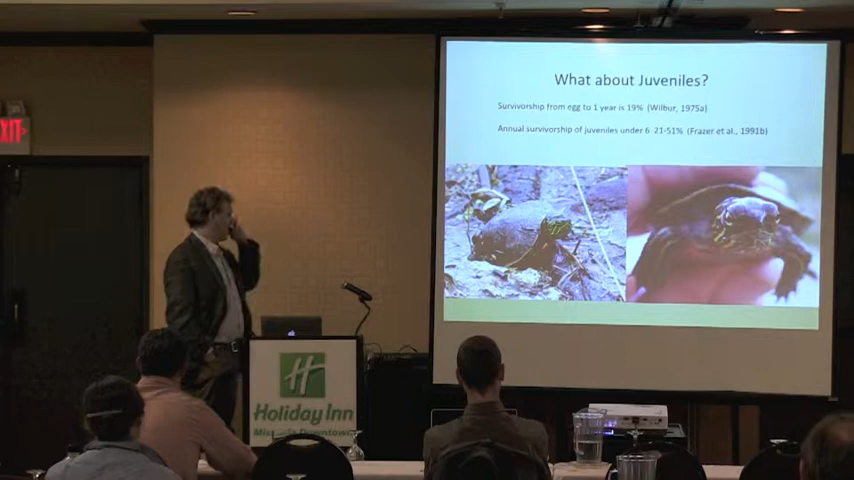 What about Juveniles?
Survivorship from egg to 1 year is 19% (Wilbur, 1975a)
Annual survivorship of juveniles under 6 21-51% (Frazer et al., 1991b)
EXIT
H
Holiday Inn
Downtown